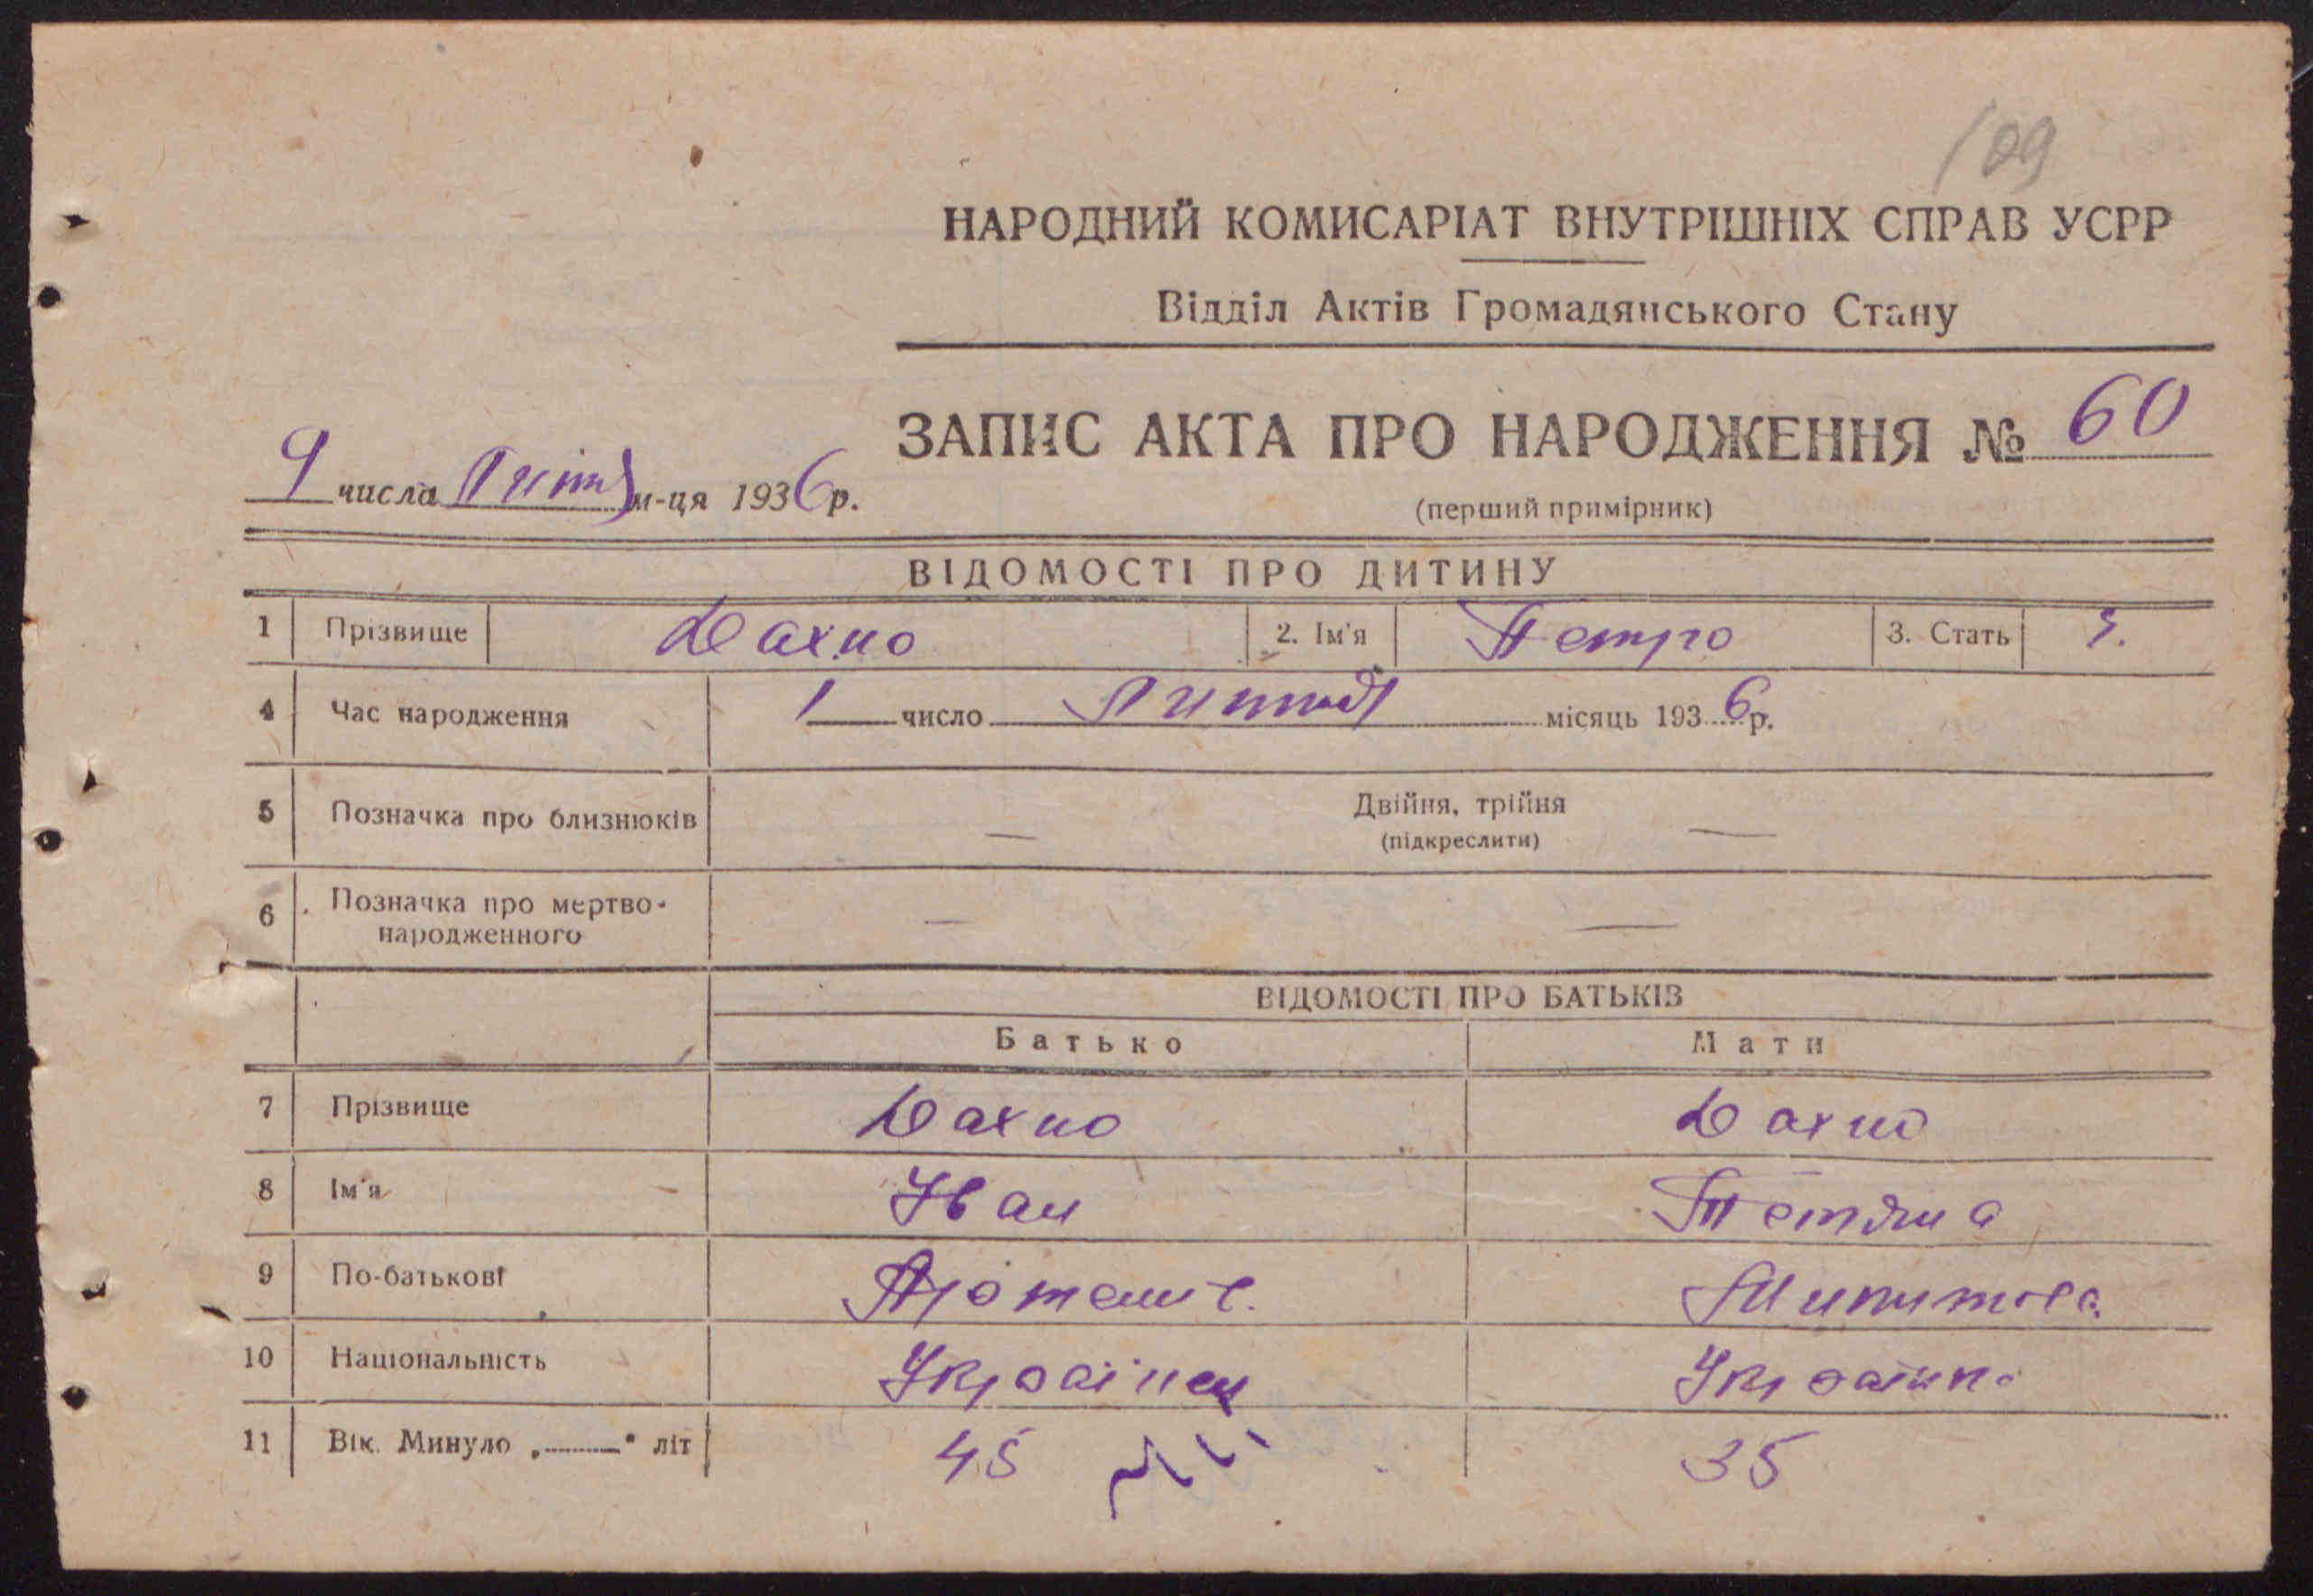 109
НАРОДНИЙ КОМИСАРІАТ ВНУТРІШНІХ СПРАВ УСРР
Відділ Актів Громадянського Стану
ЗАПИС АКТА ПРО НАРОДЖЕННЯ № 60
9 числа м-ця 1936 р.
(перший примірник)
ВІДОМОСТІ ПРО ДИТИНУ
1 Прізвище Дахно 2. Ім'я Петро 3. Стать Ч.
4 Час народження 1 число місяць 1936 р.
5 Позначка про близнюків — Двійня, трійня —
(підкреслити)
6 Позначка про мертво- — —
народженного
ВІДОМОСТІ ПРО БАТЬКІВ
Батько Мати
7 Прізвище Дахно Дахно
8 Ім'я Іван Тетяна
9 По-батькові
10 Національність Українец Українка
11 Вік. Минуло „ “ літ 45 35